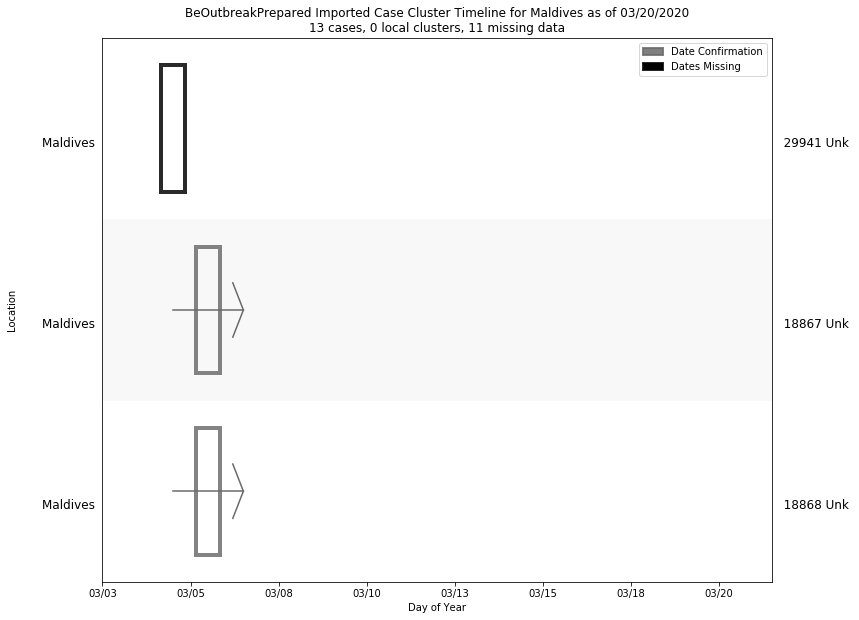 BeOutbreakPrepared Imported Case Cluster Timeline for Maldives as of 03/20/2020
13 cases, 0 local clusters, 11 missing data
Date Confirmation
Dates Missing
Maldives
29941 Unk
Location
Maldives
18867 Unk
Maldives
18868 Unk
03/03 03/05 03/08 03/10 03/13 03/15 03/18 03/20
Day of Year